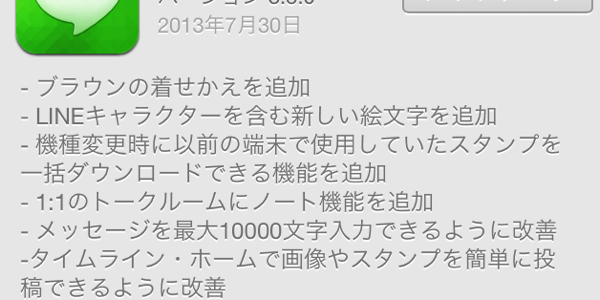 2013年7月30日
- ブラウンの着せかえを追加
- LINEキャラクターを含む新しい絵文字を追加
- 機種変更時に以前の端末で使用していたスタンプを
一括ダウンロードできる機能を追加
- 1:1のトークルームにノート機能を追加
- メッセージを最大10000文字入力できるように改善
-タイムライン・ホームで画像やスタンプを簡単に投
稿できるように改善